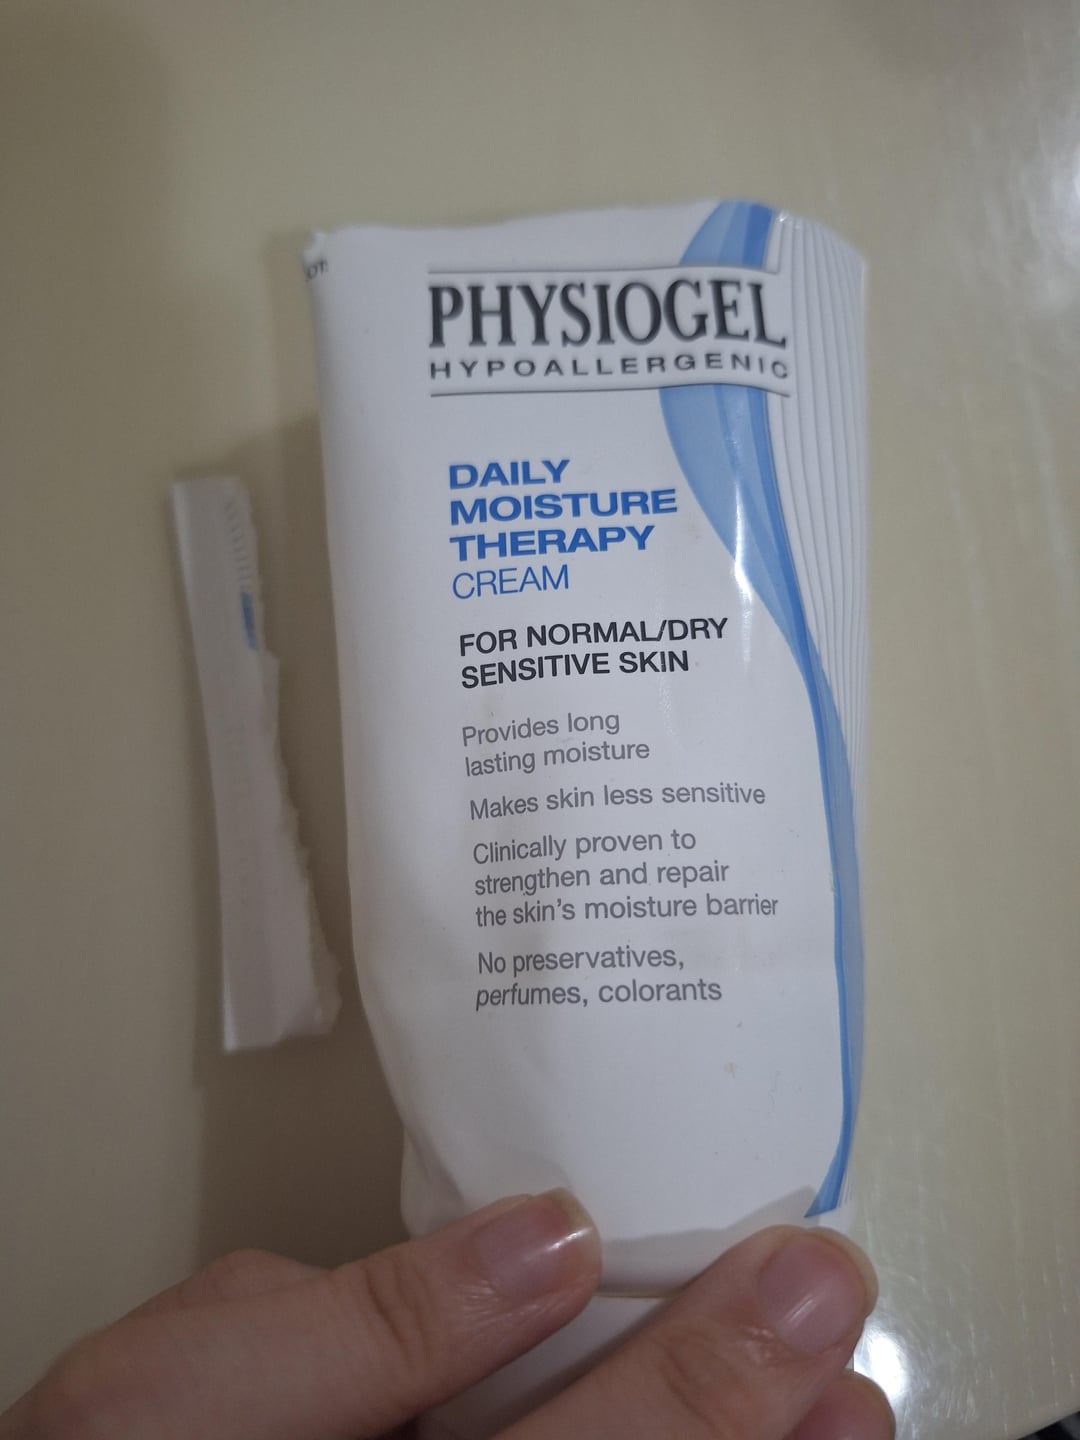 PHYSIOGEL
HYPOALLERGENIC
DAILY
MOISTURE
THERAPY
CREAM
FOR NORMAL/DRY
SENSITIVE SKIN
Provides long
lasting moisture
Makes skin less sensitive
Clinically proven to
strengthen and repair
the skin's moisture barrier
No preservatives,
perfumes, colorants